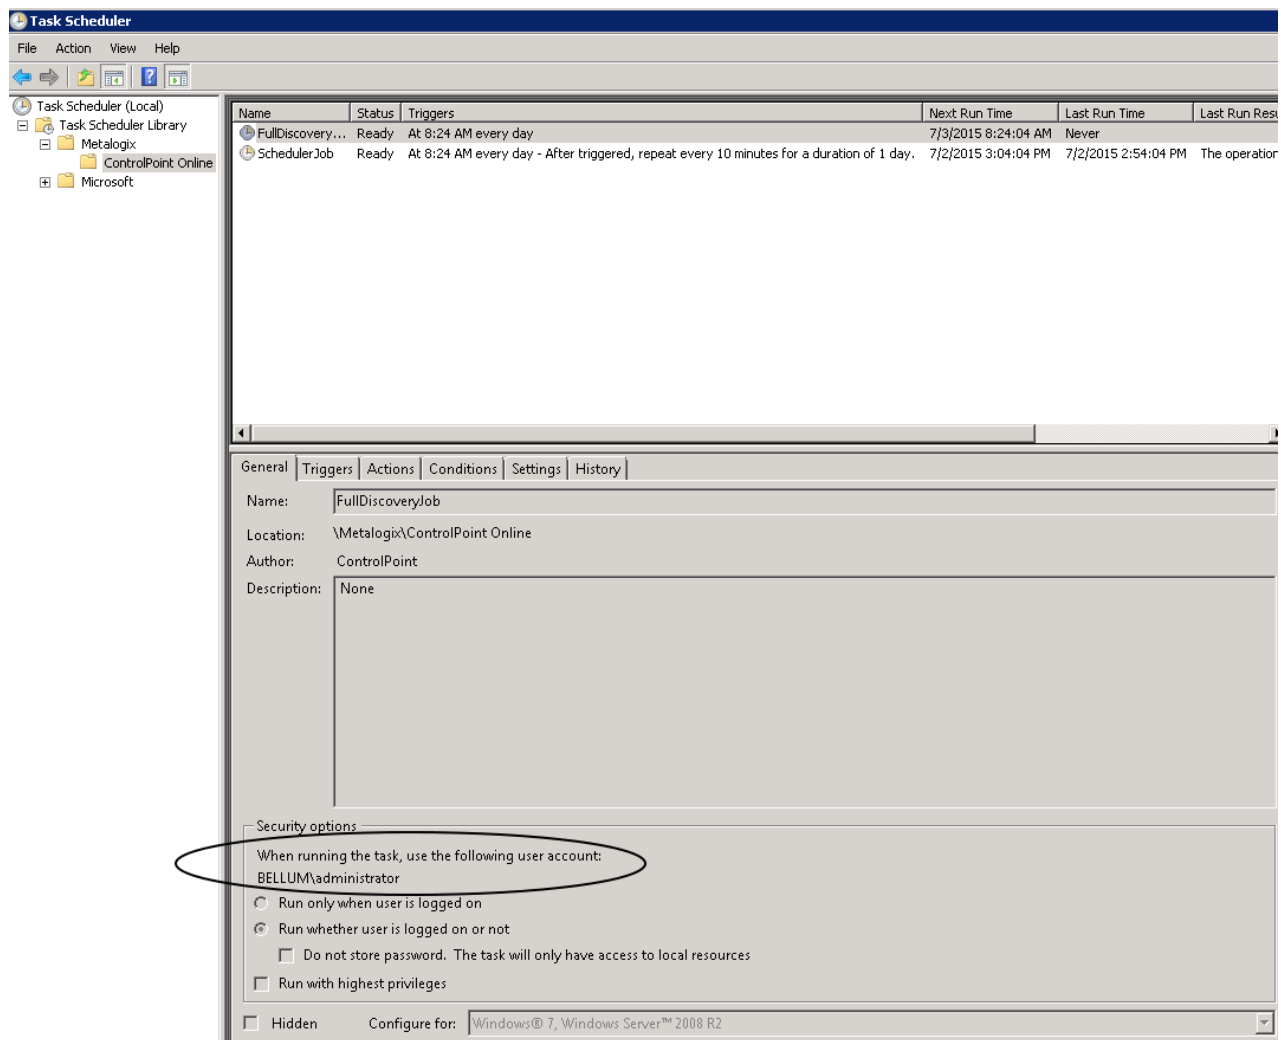 Task Scheduler
File Action View Help
Task Scheduler (Local)
Task Scheduler Library
Metalogix
ControlPoint Online
Microsoft
Name Status Triggers Next Run Time Last Run Time Last Run Resu
FullDiscovery... Ready At 8:24 AM every day 7/3/2015 8:24:04 AM Never
SchedulerJob Ready At 8:24 AM every day - After triggered, repeat every 10 minutes for a duration of 1 day. 7/2/2015 3:04:04 PM 7/2/2015 2:54:04 PM The operation
General Triggers Actions Conditions Settings History
Name: FullDiscoveryJob
Location: \Metalogix\ControlPoint Online
Author: ControlPoint
Description: None
Security options
When running the task, use the following user account:
BELLUM\administrator
Run only when user is logged on
Run whether user is logged on or not
Do not store password. The task will only have access to local resources
Run with highest privileges
Hidden Configure for: Windows® 7, Windows Server™ 2008 R2